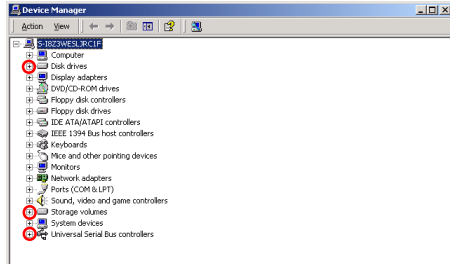 Device Manager
Action View
S-I8Z3WESLJRC1F
Computer
Disk drives
Display adapters
DVD/CD-ROM drives
Floppy disk controllers
Floppy disk drives
IDE ATA/ATAPI controllers
IEEE 1394 Bus host controllers
Keyboards
Mice and other pointing devices
Monitors
Network adapters
Ports (COM & LPT)
Sound, video and game controllers
Storage volumes
System devices
Universal Serial Bus controllers